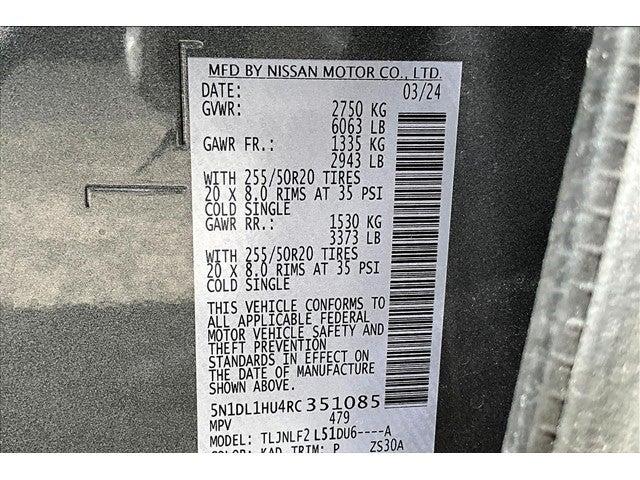 MFD BY NISSAN MOTOR CO., LTD.
DATE: 03/24
GVWR: 2750 KG
6063 LB
GAWR FR.: 1335 KG
2943 LB
WITH 255/50R20 TIRES
20 X 8.0 RIMS AT 35 PSI
COLD SINGLE
GAWR RR.: 1530 KG
3373 LB
WITH 255/50R20 TIRES
20 X 8.0 RIMS AT 35 PSI
COLD SINGLE
THIS VEHICLE CONFORMS TO
ALL APPLICABLE FEDERAL
MOTOR VEHICLE SAFETY AND
THEFT PREVENTION
STANDARDS IN EFFECT ON
THE DATE OF MANUFACTURE
SHOWN ABOVE.
5N1DL1HU4RC351085
MPV 479
MODEL: TLJNLF2 L51DU6----A
COLOR: KAD TRIM: P ZS30A